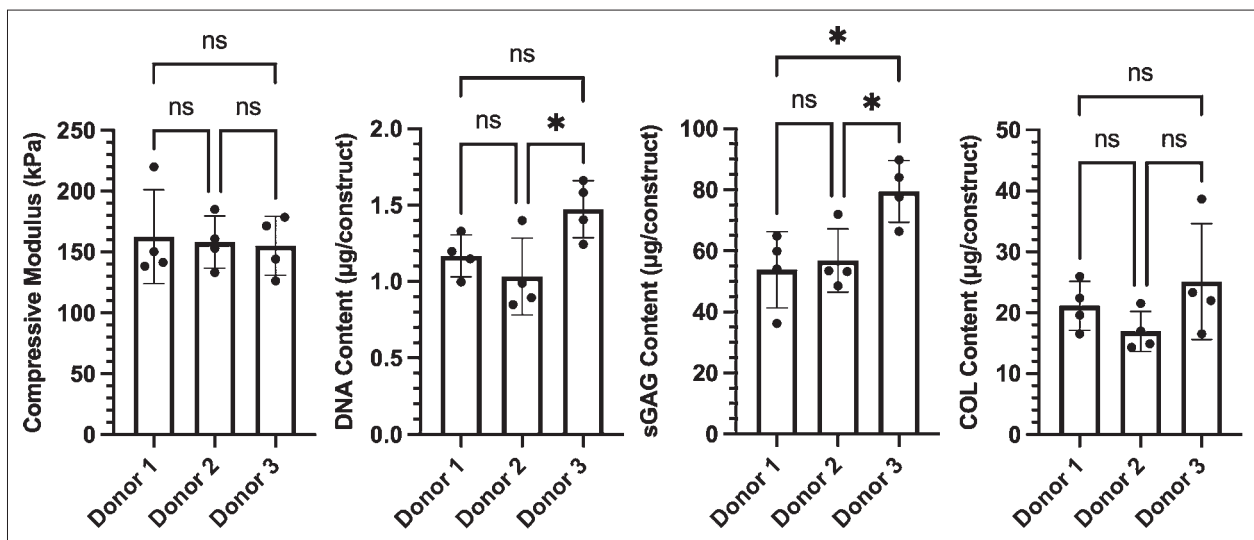 ns
ns
ns
Compressive Modulus (kPa)
250
200
150
100
50
0
Donor 1
Donor 2
Donor 3
ns
ns
*
DNA Content (µg/construct)
2.0
1.5
1.0
0.5
0.0
Donor 1
Donor 2
Donor 3
*
ns
*
sGAG Content (µg/construct)
100
80
60
40
20
0
Donor 1
Donor 2
Donor 3
ns
ns
ns
COL Content (µg/construct)
50
40
30
20
10
0
Donor 1
Donor 2
Donor 3